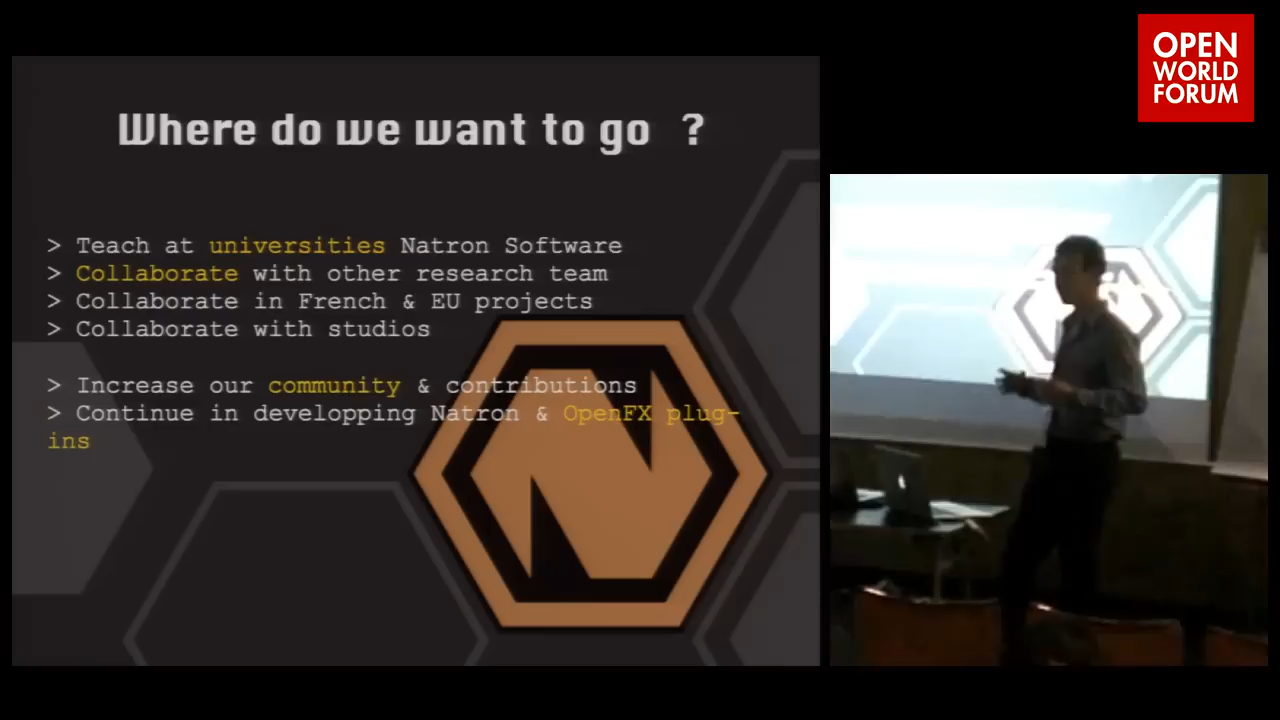 OPEN
WORLD
FORUM
Where do we want to go ?
> Teach at universities Natron Software
> Collaborate with other research team
> Collaborate in French & EU projects
> Collaborate with studios
> Increase our community & contributions
> Continue in developping Natron & OpenFX plug-
ins